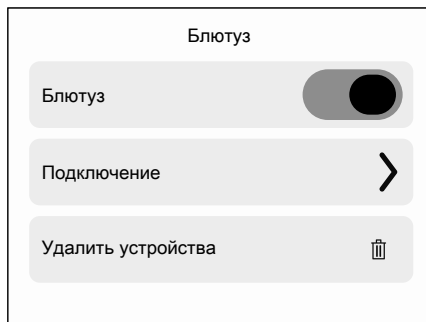 Блютуз
Блютуз
Подключение
Удалить устройства